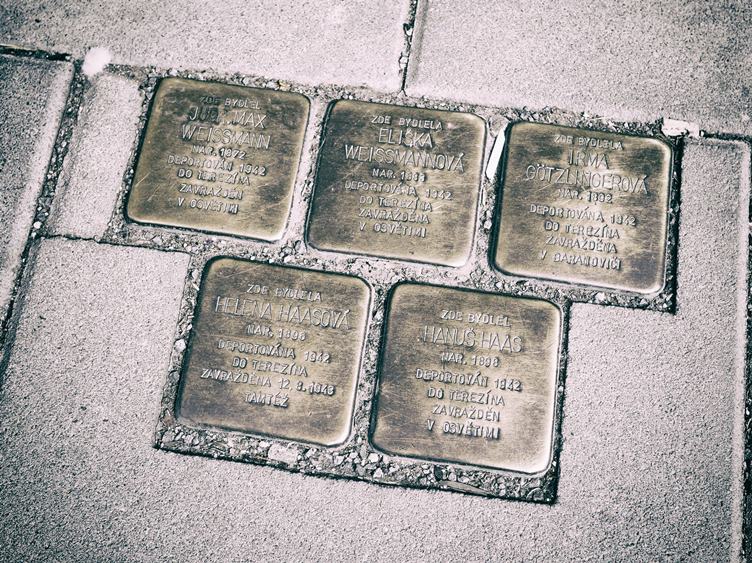 ZDE BYDLEL
JUDR. MAX
WEISSMANN
NAR. 1872
DEPORTOVÁN 1942
DO TEREZÍNA
ZAVRAŽDĚN
V OSVĚTIMI
ZDE BYDLELA
ELIŠKA
WEISSMANNOVÁ
NAR.
DEPORTOVÁNA 1942
DO TEREZÍNA
ZAVRAŽDĚNA
V OSVĚTIMI
ZDE BYDLELA
IRMA
GÖTZLINGEROVÁ
NAR. 1892
DEPORTOVÁNA 1942
DO TEREZÍNA
ZAVRAŽDĚNA
V BARANOVIČI
ZDE BYDLELA
HELENA HAASOVÁ
NAR. 1896
DEPORTOVÁNA 1942
DO TEREZÍNA
ZAVRAŽDĚNA 12.3.1943
TAMTÉŽ
ZDE BYDLEL
HANUŠ HAAS
NAR. 1898
DEPORTOVÁN 1942
DO TEREZÍNA
ZAVRAŽDĚN
V OSVĚTIMI